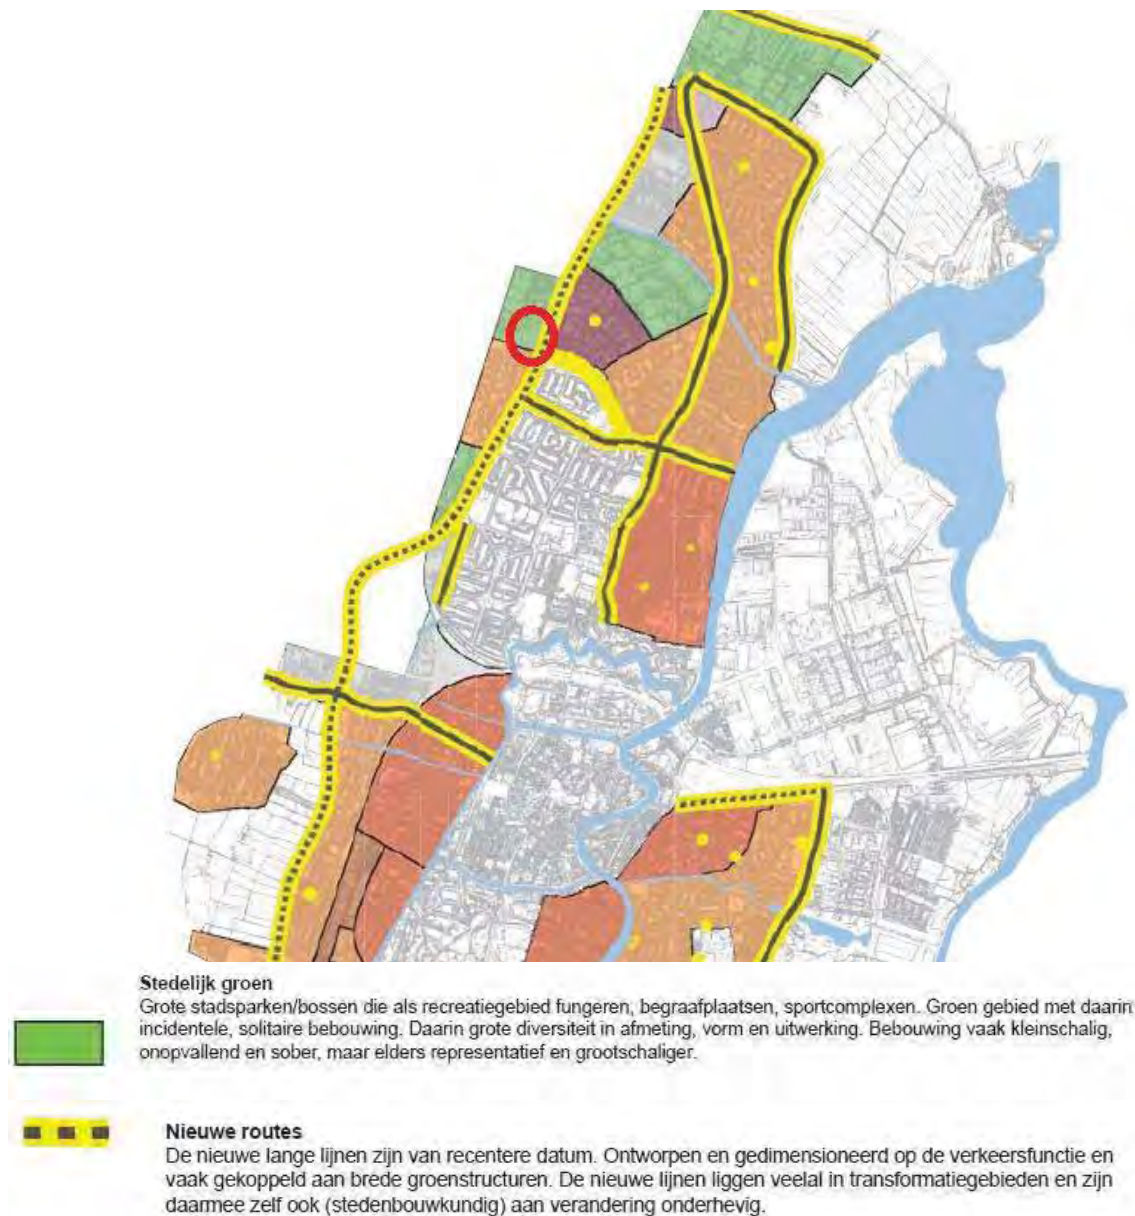 Stedelijk groen
Grote stadsparken/bossen die als recreatiegebied fungeren, begraafplaatsen, sportcomplexen. Groen gebied met daarin
incidentele, solitaire bebouwing. Daarin grote diversiteit in afmeting, vorm en uitwerking. Bebouwing vaak kleinschalig,
onopvallend en sober, maar elders representatief en grootschaliger.
Nieuwe routes
De nieuwe lange lijnen zijn van recentere datum. Ontworpen en gedimensioneerd op de verkeersfunctie en
vaak gekoppeld aan brede groenstructuren. De nieuwe lijnen liggen veelal in transformatiegebieden en zijn
daarmee zelf ook (stedenbouwkundig) aan verandering onderhevig.